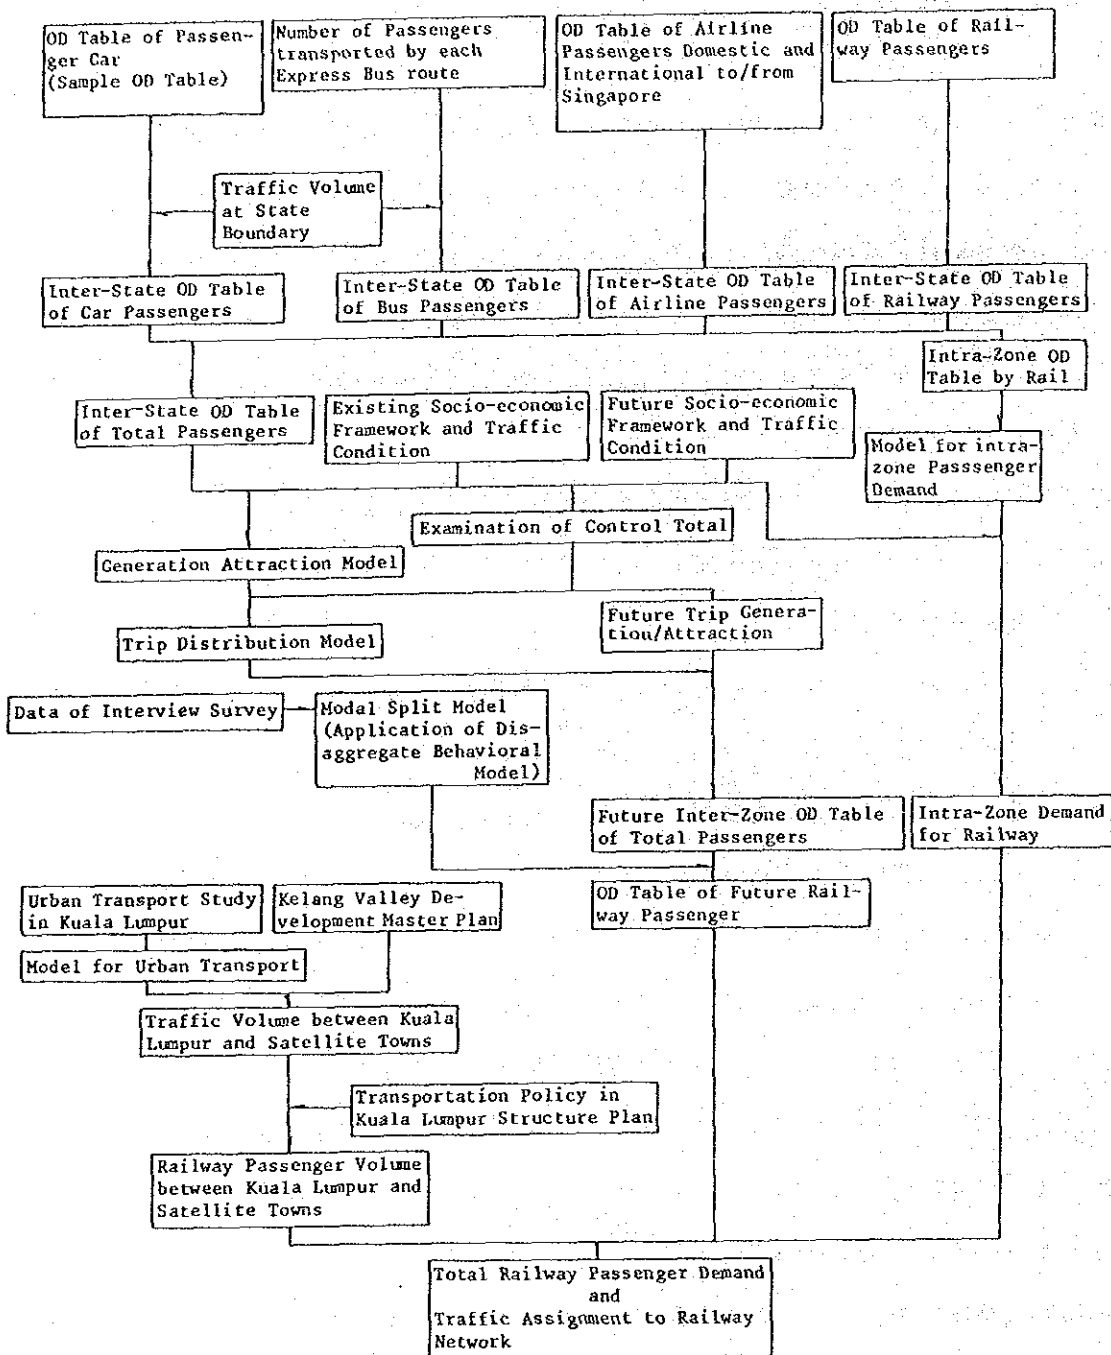 OD Table of Passen-
ger Car
(Sample OD Table)
Number of Passengers
transported by each
Express Bus route
OD Table of Airline
Passengers Domestic and
International to/from
Singapore
OD Table of Rail-
way Passengers
Traffic Volume
at State
Boundary
Inter-State OD Table
of Car Passengers
Inter-State OD Table
of Bus Passengers
Inter-State OD Table
of Airline Passengers
Inter-State OD Table
of Railway Passengers
Intra-Zone OD
Table by Rail
Inter-State OD Table
of Total Passengers
Existing Socio-economic
Framework and Traffic
Condition
Future Socio-economic
Framework and Traffic
Condition
Model for intra-
zone Passsenger
Demand
Examination of Control Total
Generation Attraction Model
Trip Distribution Model
Future Trip Genera-
tion/Attraction
Data of Interview Survey
Modal Split Model
(Application of Dis-
aggregate Behavioral
Model)
Future Inter-Zone OD Table
of Total Passengers
Intra-Zone Demand
for Railway
Urban Transport Study
in Kuala Lumpur
Kelang Valley De-
velopment Master Plan
OD Table of Future Rail-
way Passenger
Model for Urban Transport
Traffic Volume between Kuala
Lumpur and Satellite Towns
Transportation Policy in
Kuala Lumpur Structure Plan
Railway Passenger Volume
between Kuala Lumpur and
Satellite Towns
Total Railway Passenger Demand
and
Traffic Assignment to Railway
Network